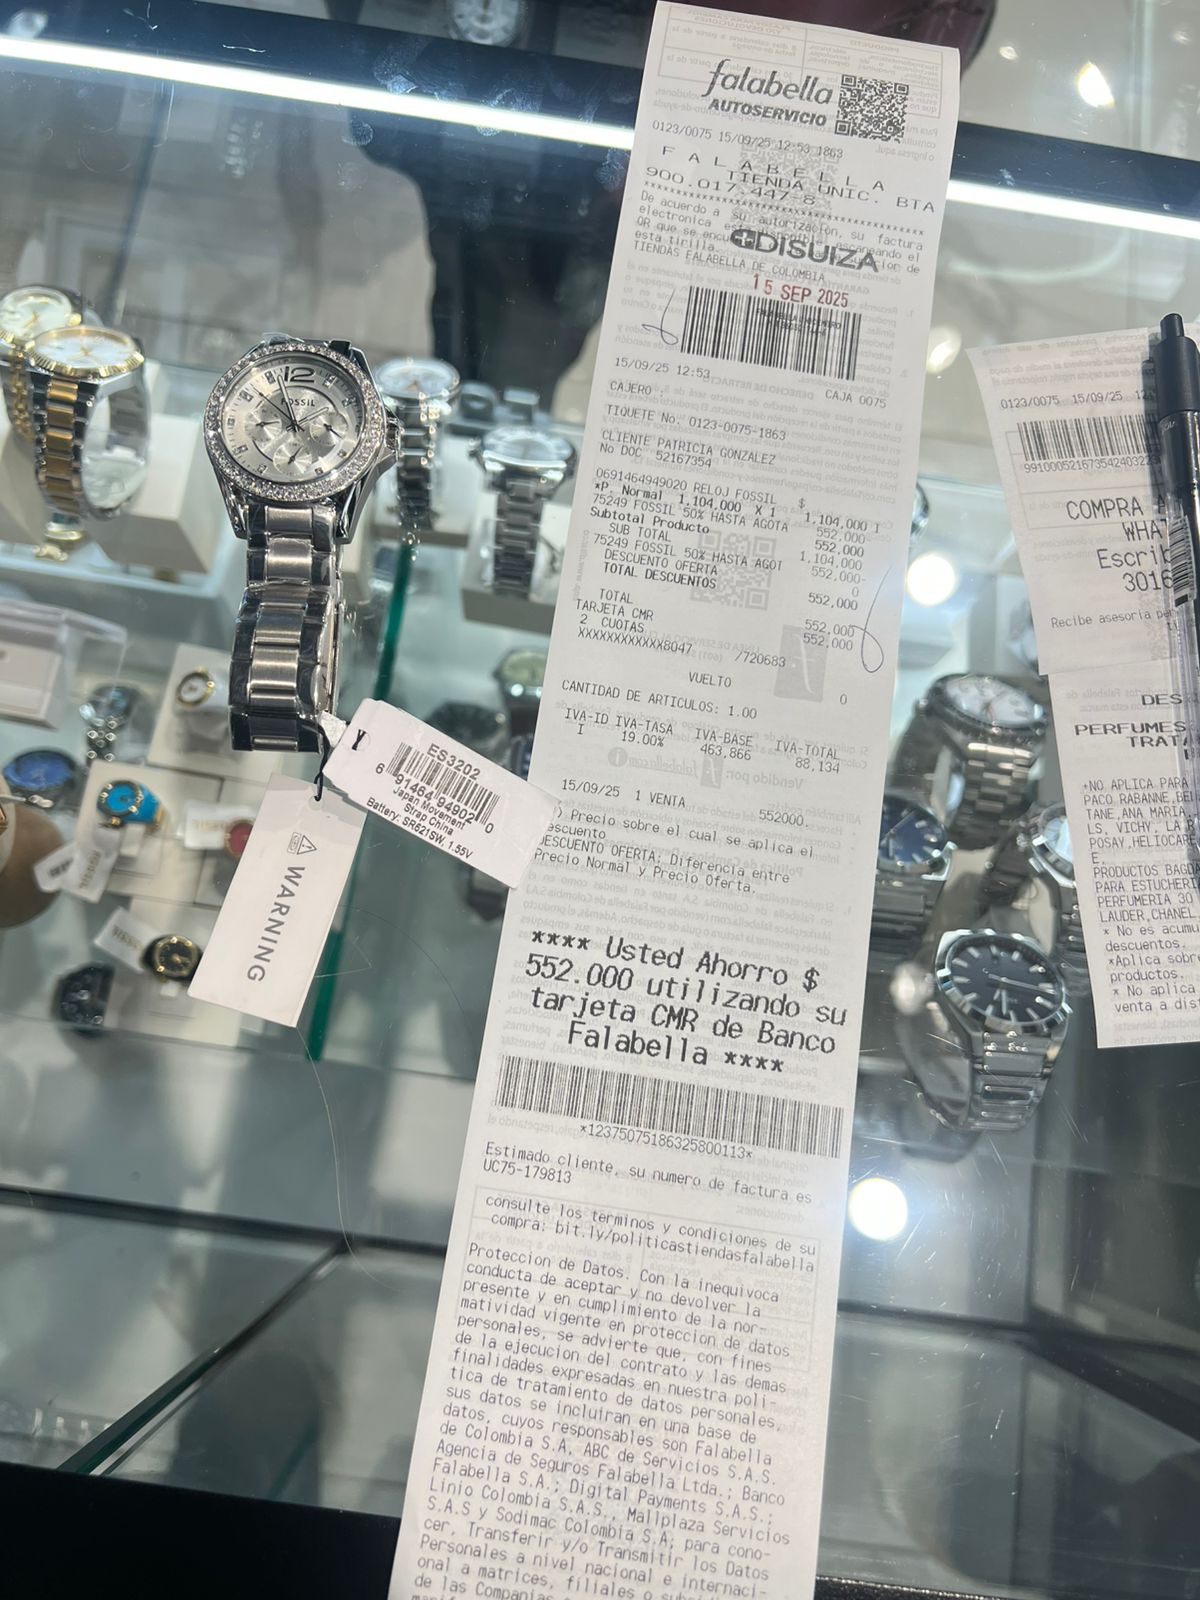 falabella
AUTOSERVICIO
0123/0075 15/09/25 12:53 1863
F A L A B E L L A
TIENDA UNIC. BTA
900.017.447-8
De acuerdo a su autorización, su factura
electronica escaneando el
QR que se de
esta tirilla.
DISUIZA
TIENDAS FALABELLA DE COLOMBIA
15 SEP 2025
15/09/25 12:53
CAJERO : CAJA 0075
TIQUETE No. 0123-0075-1863
CLIENTE PATRICIA GONZALEZ
No DOC 52167354
0691464949020 RELOJ FOSSIL $
*P. Normal 1,104,000 X 1 1,104,000 I
75249 FOSSIL 50% HASTA AGOTA 552,000
Subtotal Producto 552,000
SUB TOTAL 1,104,000
75249 FOSSIL 50% HASTA AGOT 552,000-
DESCUENTO OFERTA 0
TOTAL DESCUENTOS 552,000
TOTAL 552,000
TARJETA CMR 552,000
2 CUOTAS
XXXXXXXXXXXX8047 /720683
VUELTO 0
CANTIDAD DE ARTICULOS: 1.00
IVA-ID IVA-TASA IVA-BASE IVA-TOTAL
I 19.00% 463,866 88,134
15/09/25 1 VENTA 552000.
) Precio sobre el cual se aplica el
escuento
DESCUENTO OFERTA: Diferencia entre
Precio Normal y Precio Oferta.
**** Usted Ahorro $
552.000 utilizando su
tarjeta CMR de Banco
Falabella ****
*12375075186325800113*
Estimado cliente, su numero de factura es
UC75-179813
consulte los terminos y condiciones de su
compra: bit.ly/politicastiendasfalabella
Proteccion de Datos. Con la inequivoca
conducta de aceptar y no devolver la
presente y en cumplimiento de la nor-
matividad vigente en proteccion de datos
personales, se advierte que, con fines
de la ejecucion del contrato y las demas
finalidades expresadas en nuestra poli-
tica de tratamiento de datos personales,
sus datos se incluiran en una base de
datos, cuyos responsables son Falabella
de Colombia S.A. ABC de Servicios S.A.S.
Agencia de Seguros Falabella Ltda.; Banco
Falabella S.A.; Digital Payments S.A.S.;
Linio Colombia S.A.S., Mallplaza Servicios
S.A.S y Sodimac Colombia S.A; para cono-
cer, Transferir y/o Transmitir los Datos
Personales a nivel nacional e internaci-
onal a matrices, filiales o
de las Companias
12
FOSSIL
ES3202
6 91464 94902 0
Japan Movement
Strap China
Battery: SR621SW, 1.55V
WARNING
0123/0075 15/09/25
COMPRA
WHA
Escrib
3016
Recibe asesoria
DES
PERFUMES
TRATA
+NO APLICA PARA
PACO RABANNE,
TANE,ANA MARIA,
LS, VICHY, LA
POSAY,HELIOCARE
E.
PRODUCTOS
PARA ESTUCHERI
PERFUMERIA 30
LAUDER,CHANEL
* No es acumu
descuentos.
*Aplica sobre
productos.
* No aplica
venta a dis